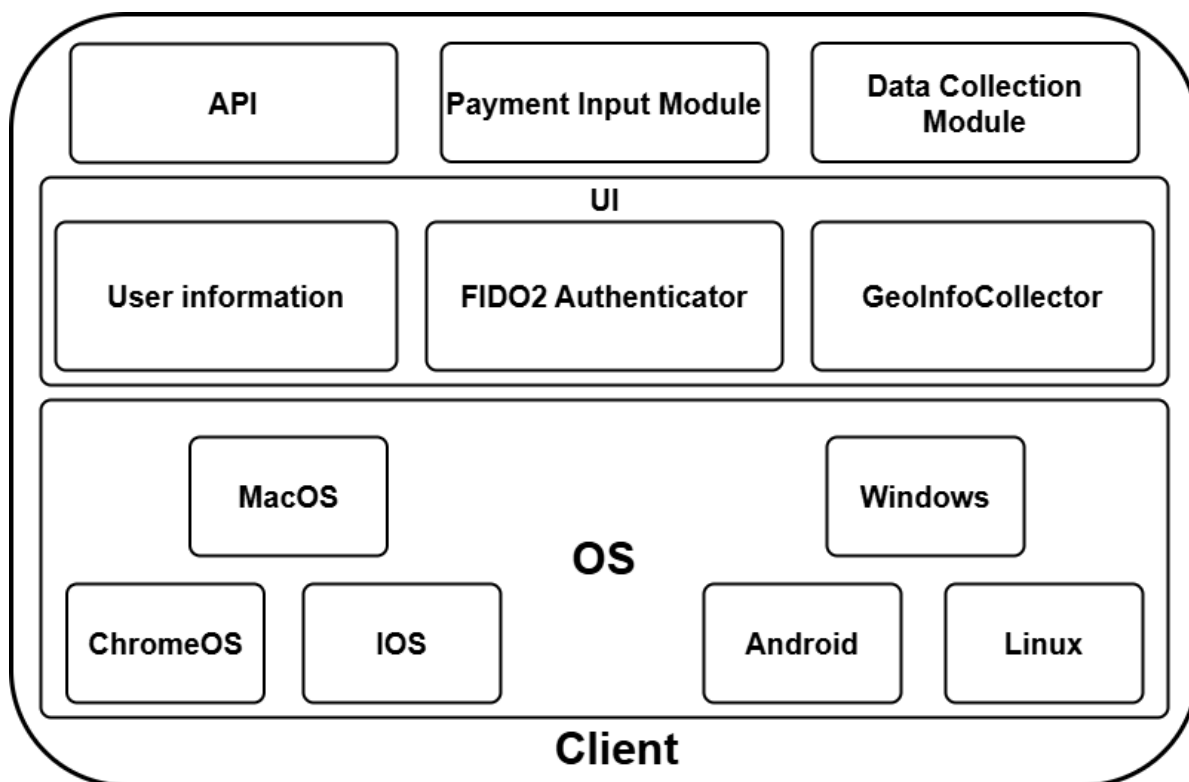 API
Payment Input Module
Data Collection
Module
UI
User information
FIDO2 Authenticator
GeoInfoCollector
MacOS
Windows
OS
ChromeOS
IOS
Android
Linux
Client